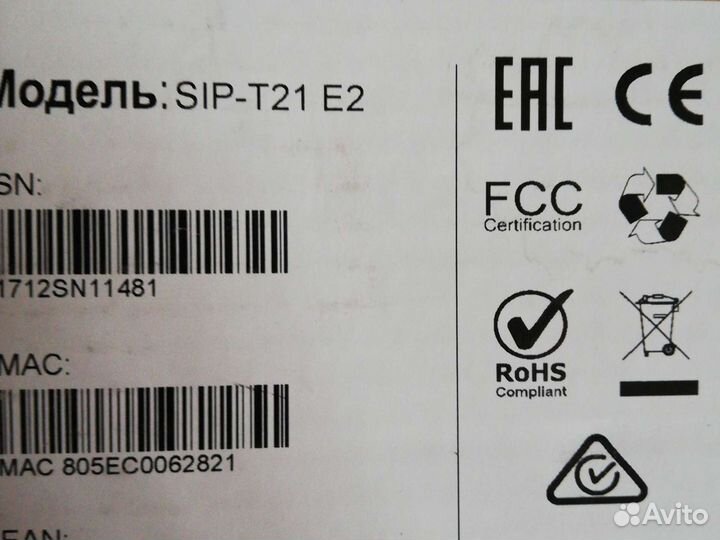 Модель: SIP-T21 E2
SN:
1712SN11481
MAC:
MAC 805EC0062821
EAN:
EAC CE
FCC
Certification
RoHS
Compliant
Avito